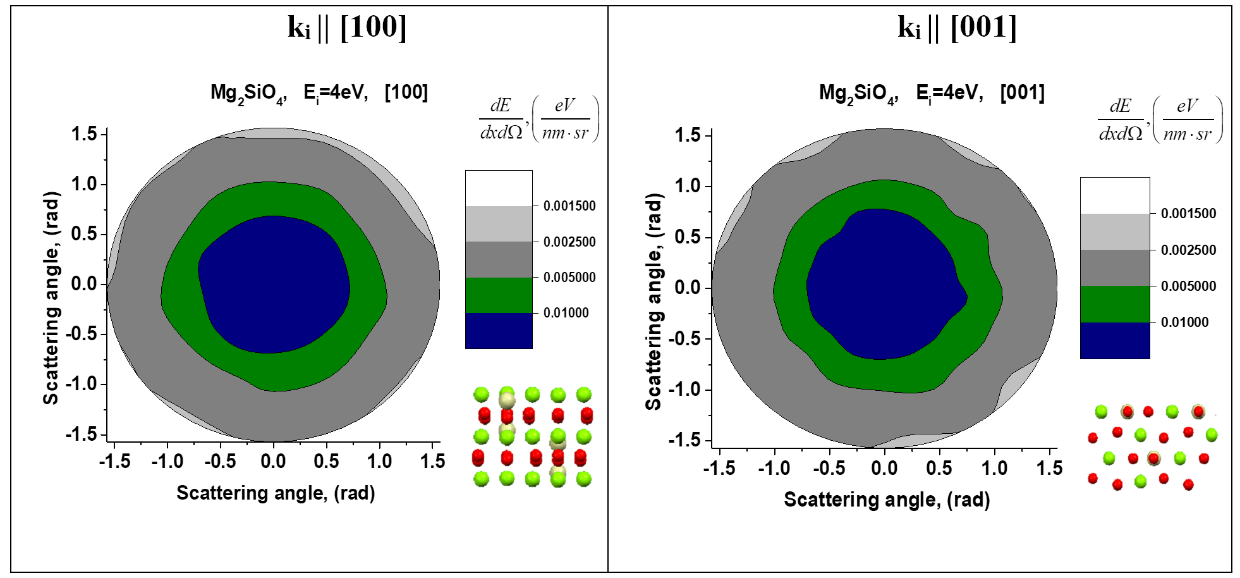 k_i || [100]
Mg₂SiO₄, Eᵢ=4eV, [100]
dE/dxdΩ, (eV/nm·sr)
Scattering angle, (rad)
1.5
1.0
0.5
0.0
-0.5
-1.0
-1.5
-1.5 -1.0 -0.5 0.0 0.5 1.0 1.5
Scattering angle, (rad)
0.001500
0.002500
0.005000
0.01000
k_i || [001]
Mg₂SiO₄, Eᵢ=4eV, [001]
dE/dxdΩ, (eV/nm·sr)
Scattering angle, (rad)
1.5
1.0
0.5
0.0
-0.5
-1.0
-1.5
-1.5 -1.0 -0.5 0.0 0.5 1.0 1.5
Scattering angle, (rad)
0.001500
0.002500
0.005000
0.01000